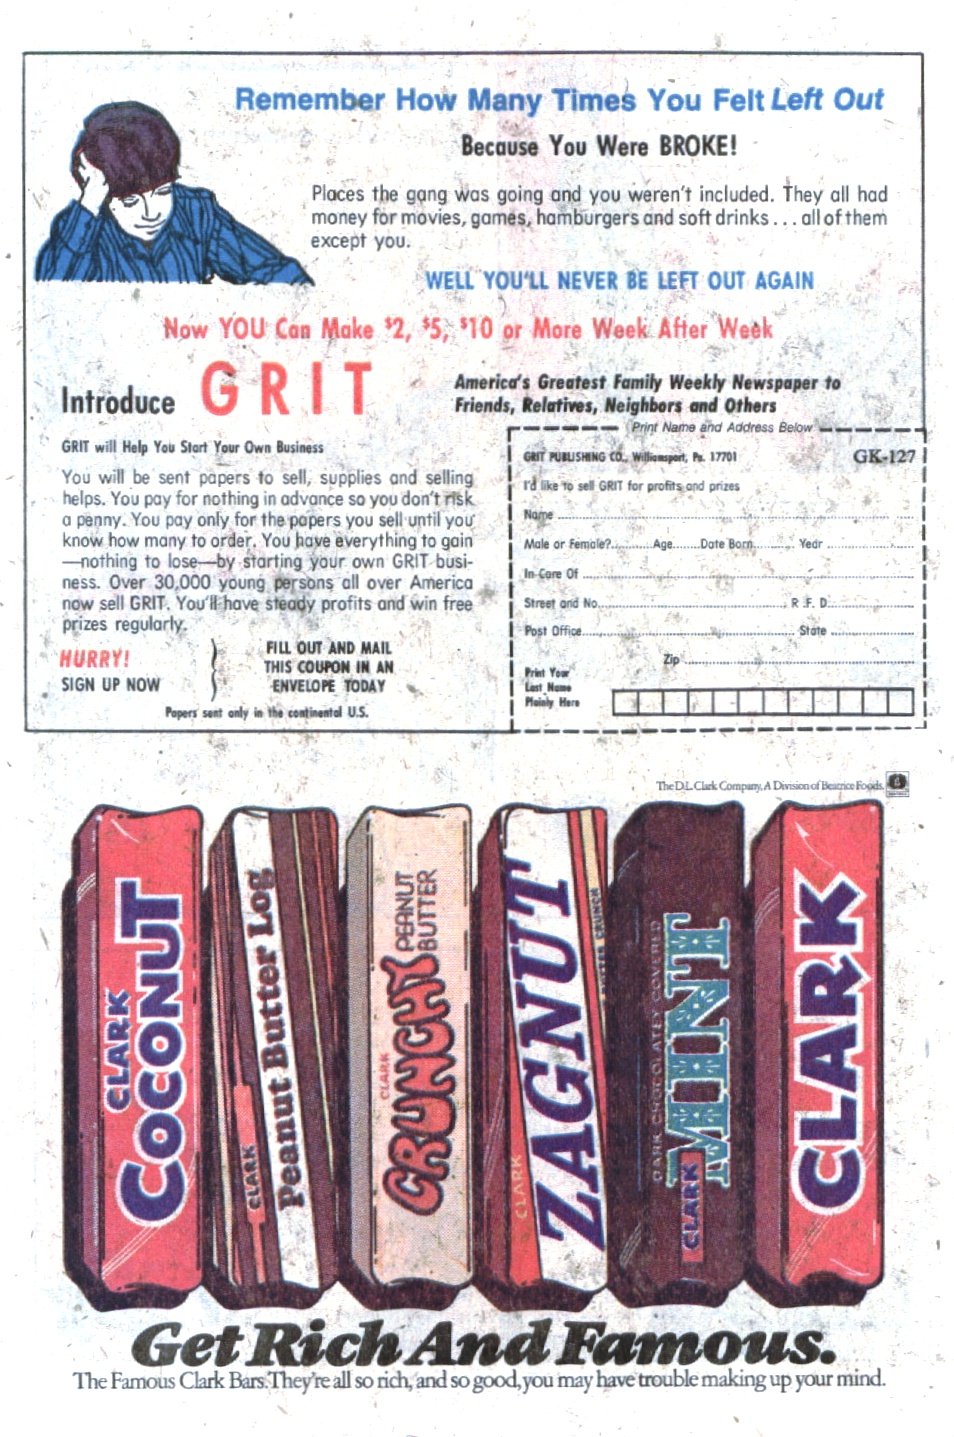 Remember How Many Times You Felt Left Out
Because You Were BROKE!
Places the gang was going and you weren't included. They all had
money for movies, games, hamburgers and soft drinks . . . all of them
except you.
WELL YOU'LL NEVER BE LEFT OUT AGAIN
Now YOU Can Make $2, $5, $10 or More Week After Week
Introduce GRIT
America's Greatest Family Weekly Newspaper to
Friends, Relatives, Neighbors and Others
GRIT will Help You Start Your Own Business
You will be sent papers to sell, supplies and selling
helps. You pay for nothing in advance so you don't risk
a penny. You pay only for the papers you sell until you
know how many to order. You have everything to gain
—nothing to lose—by starting your own GRIT busi-
ness. Over 30,000 young persons all over America
now sell GRIT. You'll have steady profits and win free
prizes regularly.
HURRY!
SIGN UP NOW
FILL OUT AND MAIL
THIS COUPON IN AN
ENVELOPE TODAY
Papers sent only in the continental U.S.
Print Name and Address Below
GRIT PUBLISHING CO., Williamsport, Pa. 17701 GK-127
I'd like to sell GRIT for profits and prizes
Name
Male or Female? Age Date Born Year
In Care Of
Street and No. R.F.D.
Post Office State
Zip
Print Your
Last Name
Plainly Here
The D.L. Clark Company, A Division of Beatrice Foods.
CLARK
COCONUT
CLARK
Peanut Butter Log
CLARK
CRUNCHY
PEANUT
BUTTER
CLARK
ZAGNUT
DARK CHOCOLATEY COVERED
CLARK
MINT
CLARK
Get Rich And Famous.
The Famous Clark Bars. They're all so rich, and so good, you may have trouble making up your mind.